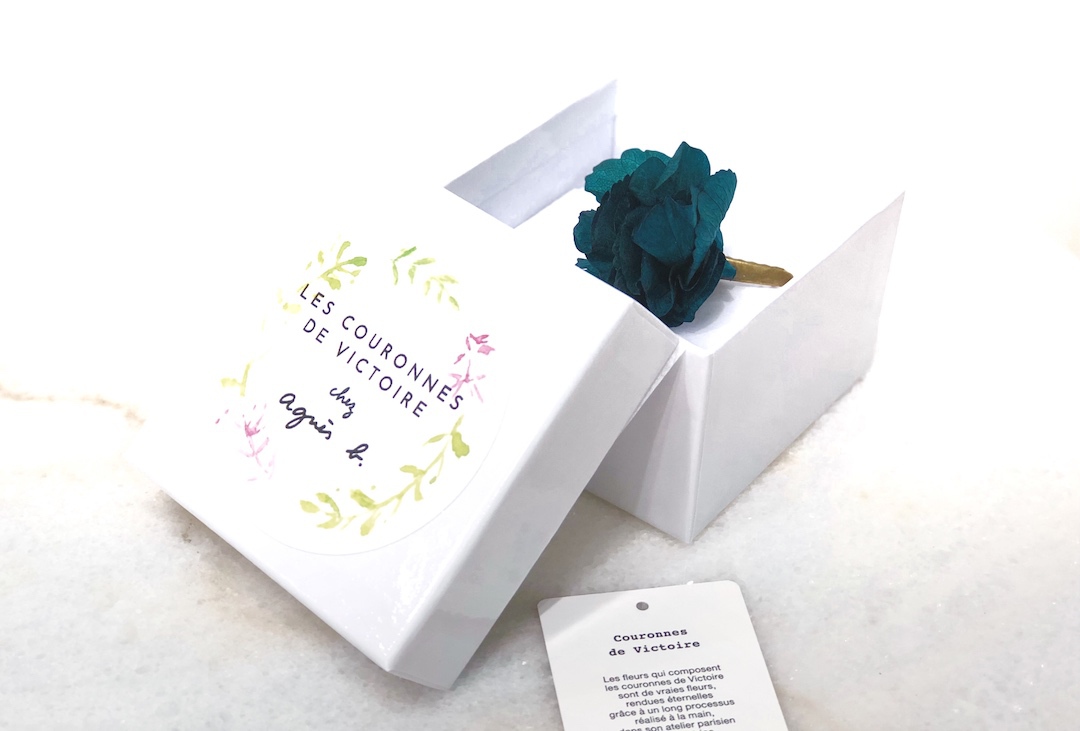 LES COURONNES
DE VICTOIRE
chez
agnès b.
Couronnes
de Victoire
Les fleurs qui composent
les couronnes de Victoire
sont de vraies fleurs,
rendues éternelles
grâce à un long processus
réalisé à la main,
dans son atelier parisien